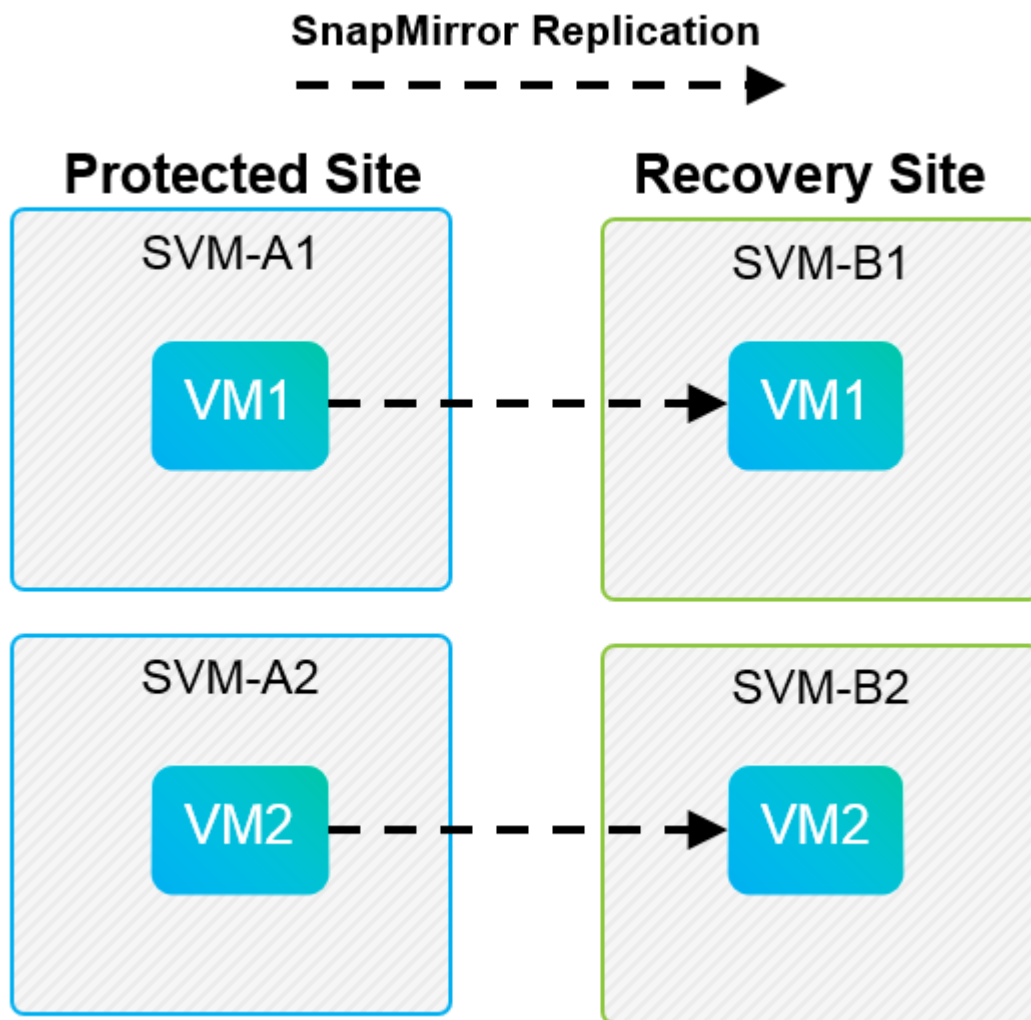 SnapMirror Replication
Protected Site
Recovery Site
SVM-A1
SVM-B1
VM1
VM1
SVM-A2
SVM-B2
VM2
VM2